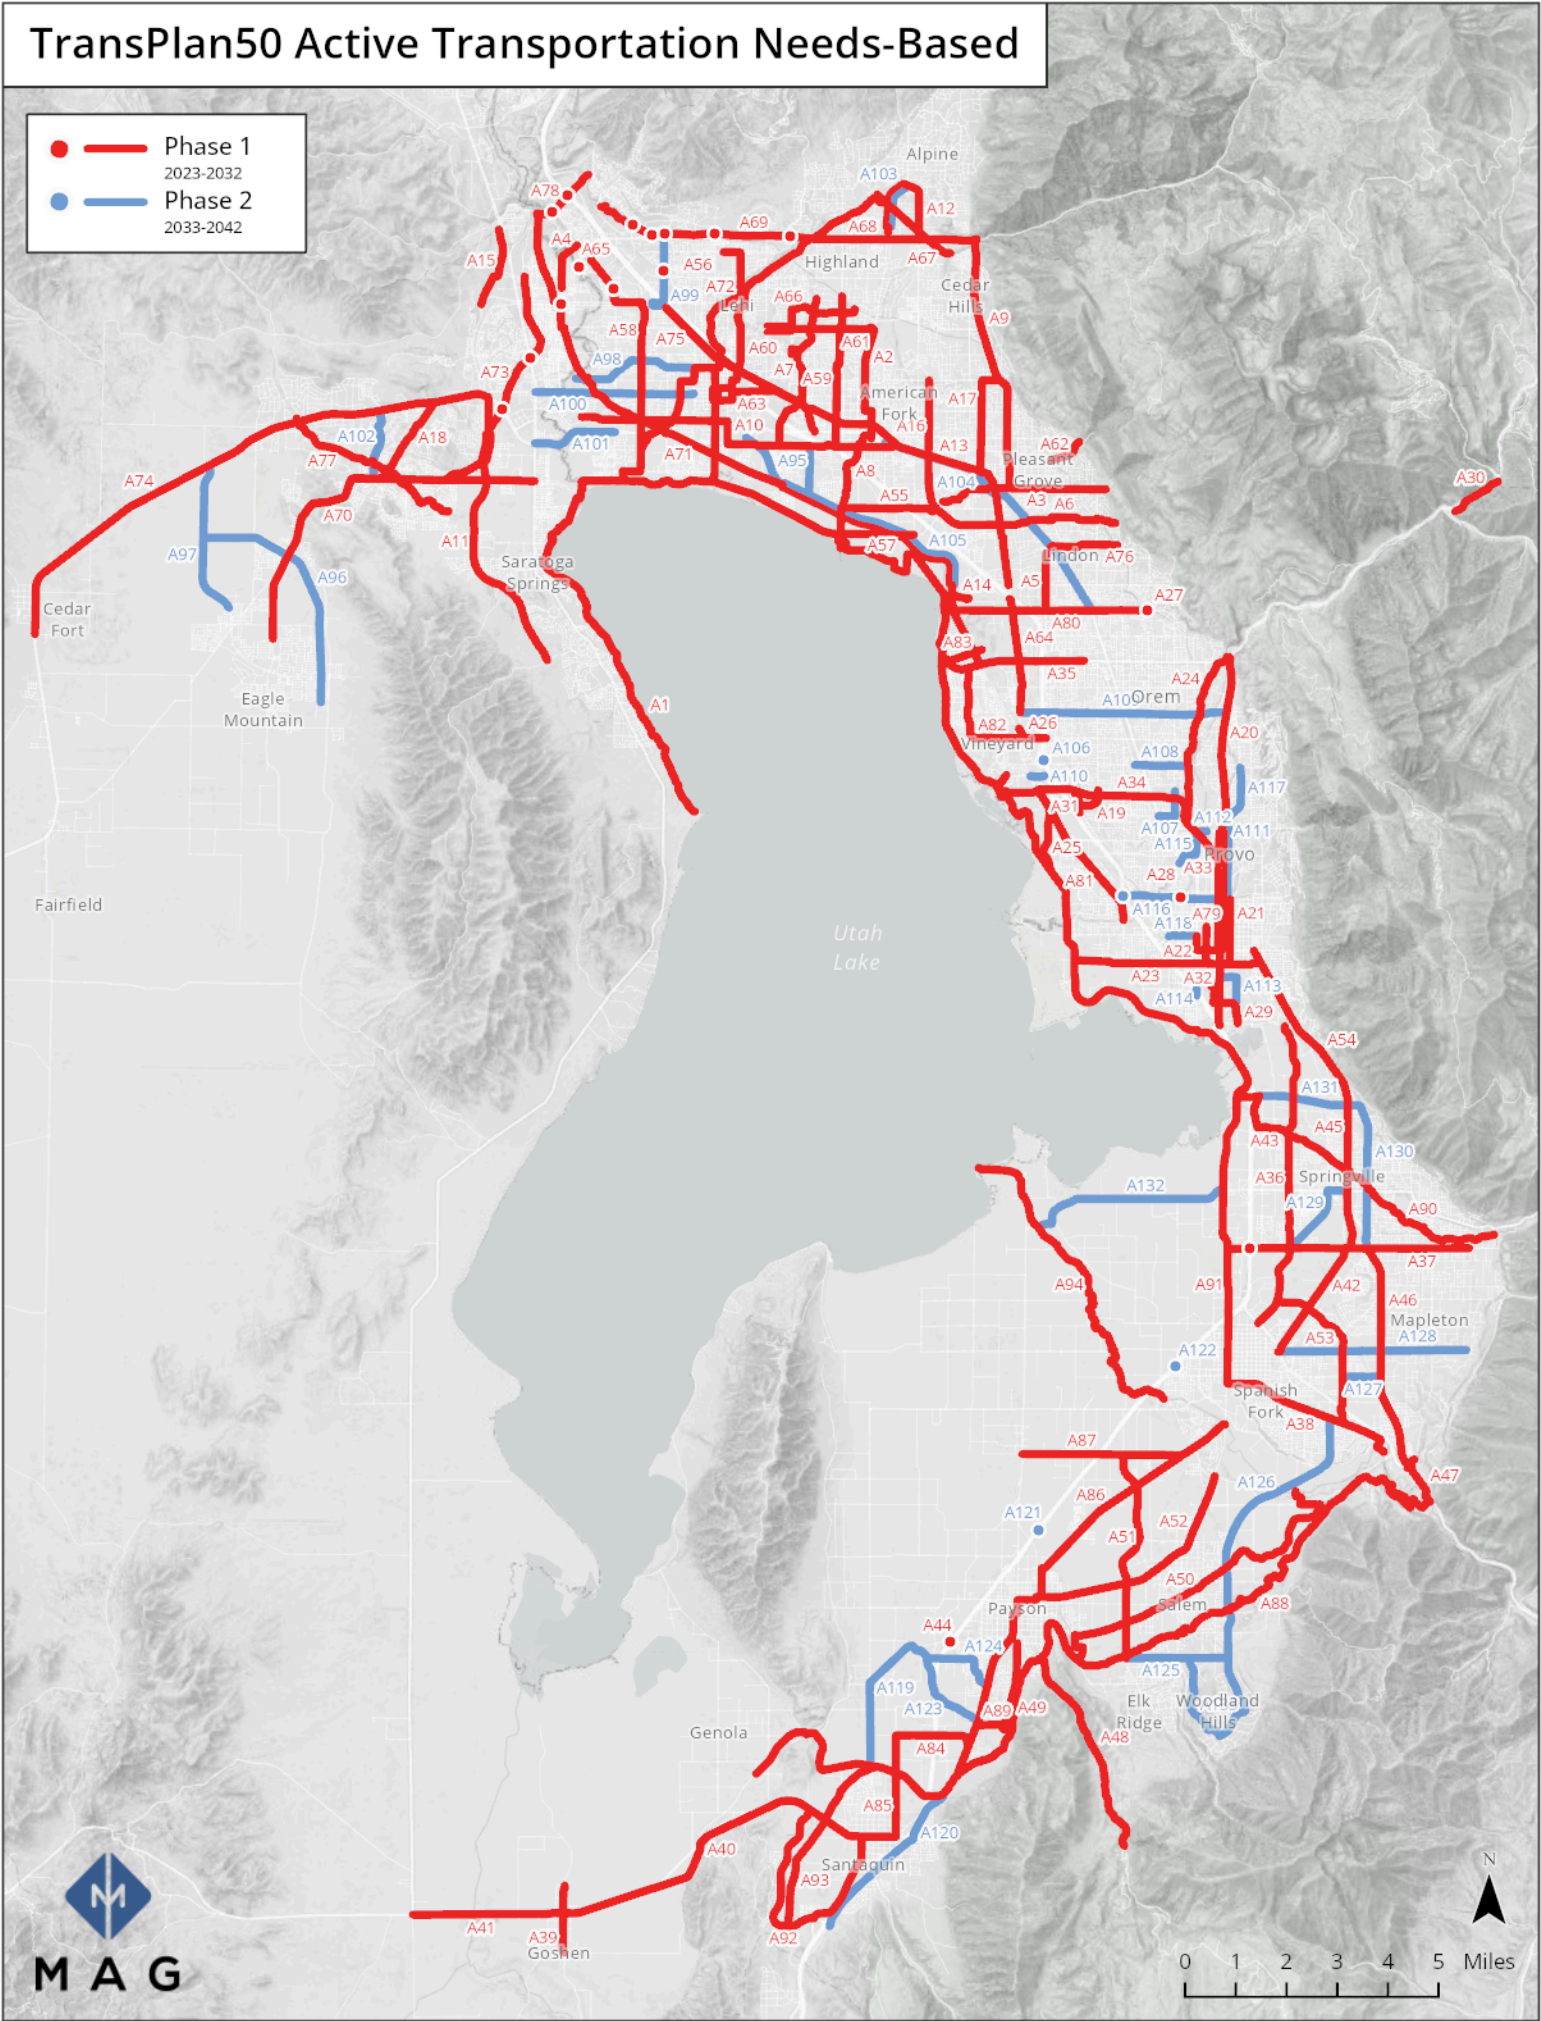 TransPlan50 Active Transportation Needs-Based
Phase 1
2023-2032
Phase 2
2033-2042
Alpine
A103
A78
A12
A69
A68
A4
A65
A15
A56
Highland
A67
A72
A99
Lehi
A66
Cedar
Hills
A9
A58
A75
A60
A61
A2
A98
A7
A59
A73
American
Fork
A17
A100
A63
A16
A10
A102
A18
A101
A71
A95
A13
A62
Pleasant
Grove
A77
A8
A104
A74
A55
A3
A6
A30
A70
A11
A57
A105
A97
Saratoga
Springs
Lindon
A76
A96
A5
A14
A27
Cedar
Fort
A80
A83
A64
A35
A24
Eagle
Mountain
A1
A109
Orem
A82
A26
A20
Vineyard
A106
A108
A110
A34
A117
A31
A19
A107
A112
A111
A115
A25
Provo
A33
A28
A81
Fairfield
A116
A79
A21
A118
Utah
Lake
A22
A23
A32
A114
A113
A29
A54
A131
A45
A43
A130
A36
Springville
A132
A129
A90
A37
A94
A91
A42
A46
Mapleton
A53
A128
A122
A127
Spanish
Fork
A38
A87
A47
A126
A86
A121
A51
A52
A50
Payson
Salem
A88
A44
A124
A125
A119
A123
A89
A49
Elk
Ridge
Woodland
Hills
Genola
A84
A48
A85
A120
A40
Santaquin
A93
A41
A39
A92
Goshen
MAG
N
0 1 2 3 4 5 Miles